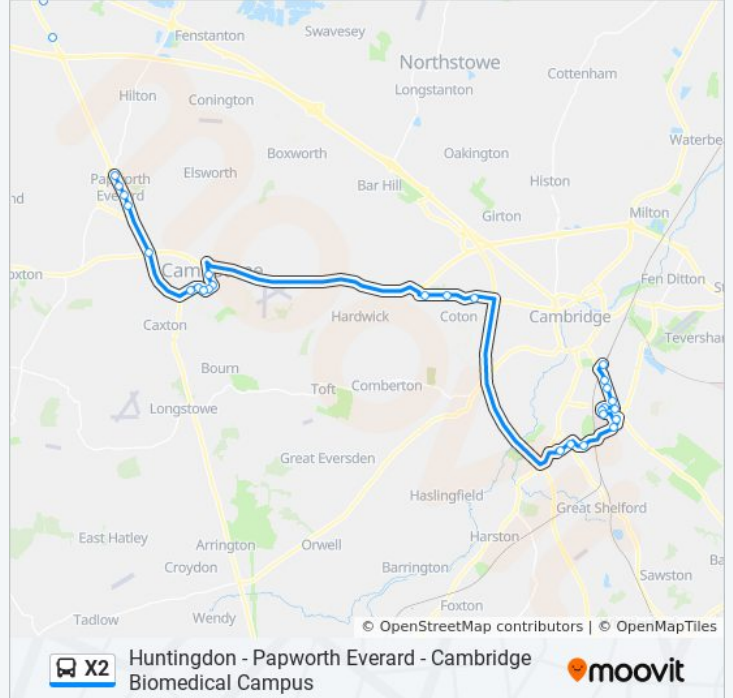 Swavesey
Fenstanton
Northstowe
Cottenham
Longstanton
Hilton
Conington
Waterbe
Boxworth
Oakington
Elsworth
Papworth
Everard
Bar Hill
Histon
nd
Girton
Milton
oxton
Fen Ditton
St
Hardwick
Coton
Cambridge
Caxton
Teversha
Bourn
Toft
Comberton
Longstowe
Great Eversden
Haslingfield
Great Shelford
East Hatley
Arrington
Orwell
Harston
Croydon
Barrington
Ba
Sawston
Foxton
Tadlow
Wendy
© OpenStreetMap contributors | © OpenMapTiles
X2
Huntingdon - Papworth Everard - Cambridge
Biomedical Campus
moovit